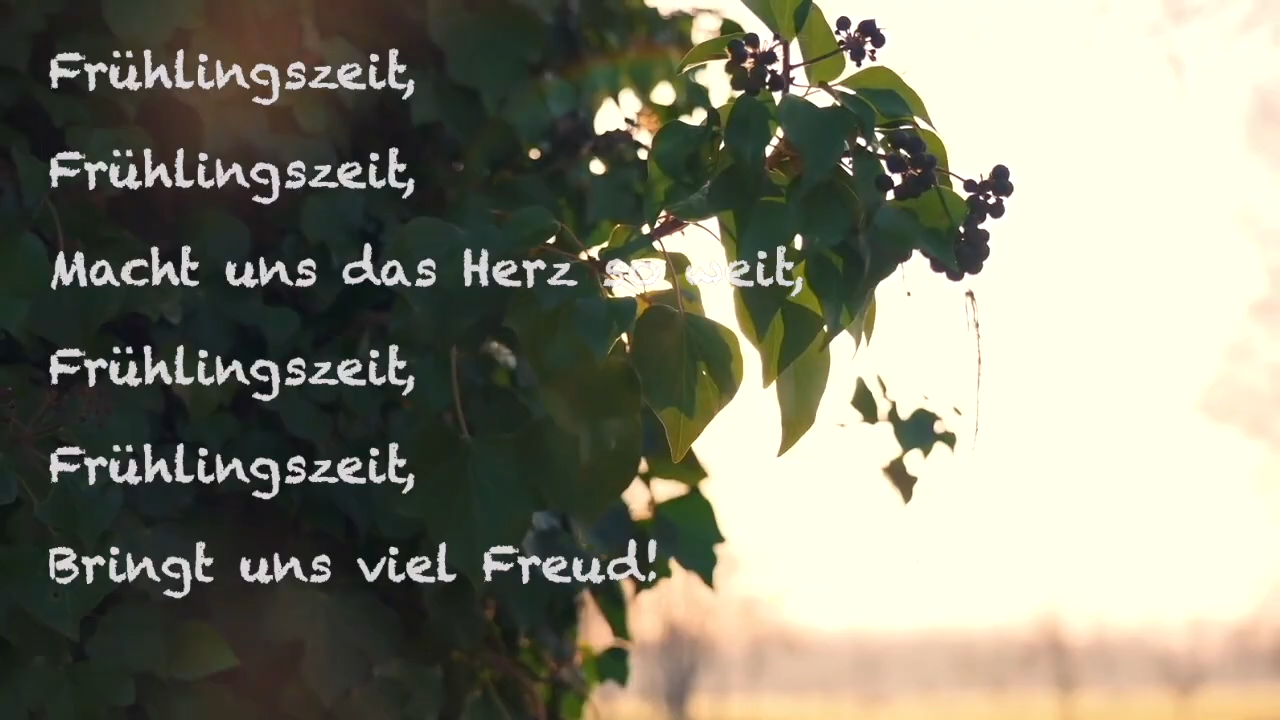 Frühlingszeit,
Frühlingszeit,
Macht uns das Herz so weit,
Frühlingszeit,
Frühlingszeit,
Bringt uns viel Freud!